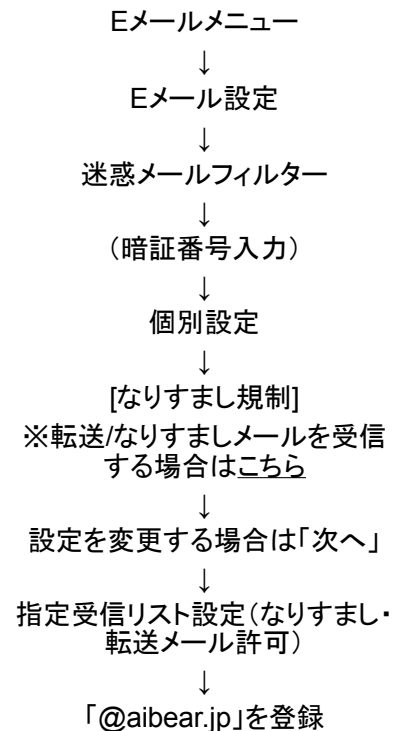 Eメールメニュー
↓
Eメール設定
↓
迷惑メールフィルター
↓
（暗証番号入力）
↓
個別設定
↓
[なりすまし規制]
※転送/なりすましメールを受信
する場合はこちら
↓
設定を変更する場合は「次へ」
↓
指定受信リスト設定（なりすまし・
転送メール許可）
↓
「@aibear.jp」を登録